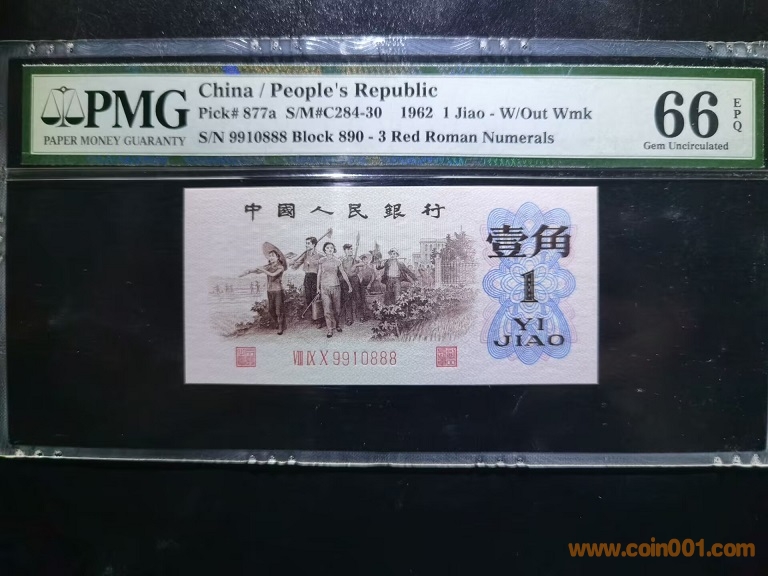 PMG
PAPER MONEY GUARANTY
China / People's Republic
Pick# 877a S/M#C284-30 1962 1 Jiao - W/Out Wmk
S/N 9910888 Block 890 - 3 Red Roman Numerals
66
EPQ
Gem Uncirculated
中國人民銀行
壹角
1
YI
JIAO
VIII IX X 9910888
www.coin001.com